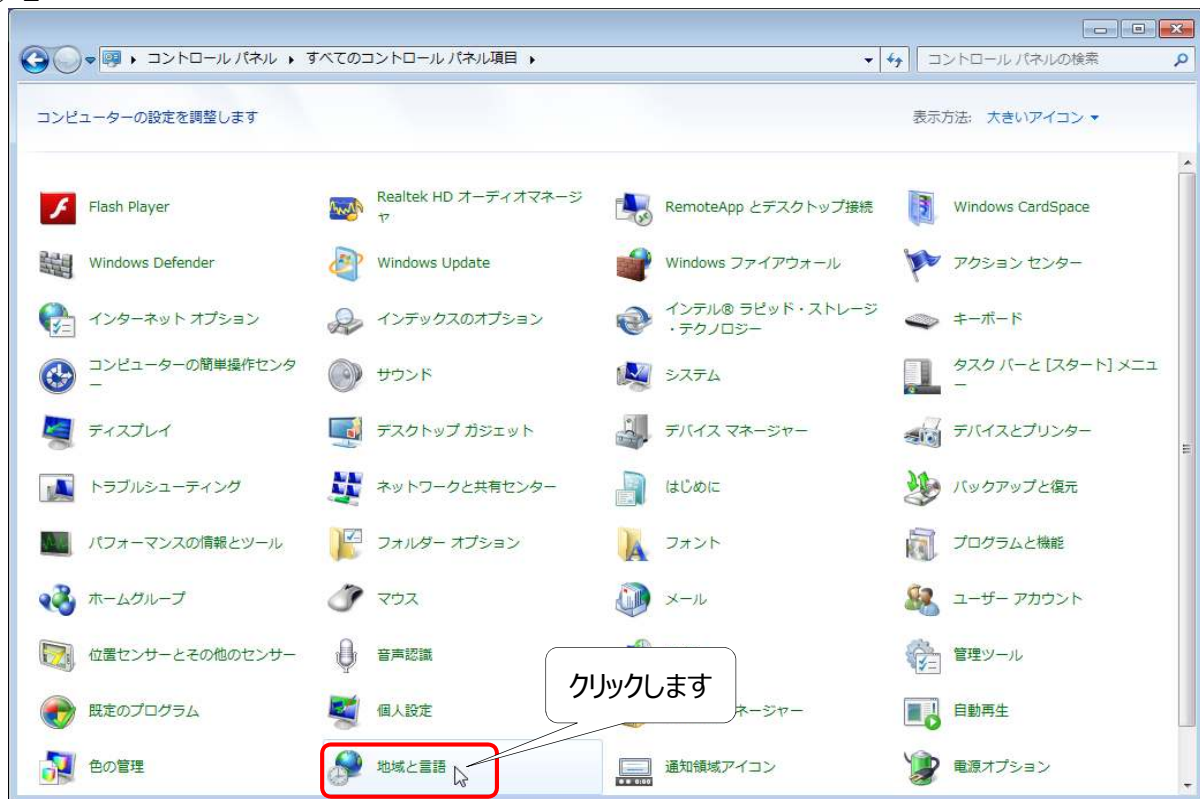 コントロール パネル ▶ すべてのコントロール パネル項目 ▶
コントロール パネルの検索
コンピューターの設定を調整します
表示方法: 大きいアイコン
Flash Player
Realtek HD オーディオマネージ
ャ
RemoteApp とデスクトップ接続
Windows CardSpace
Windows Defender
Windows Update
Windows ファイアウォール
アクション センター
インターネット オプション
インデックスのオプション
インテル® ラピッド・ストレージ
・テクノロジー
キーボード
コンピューターの簡単操作センタ
ー
サウンド
システム
タスク バーと [スタート] メニュ
ー
ディスプレイ
デスクトップ ガジェット
デバイス マネージャー
デバイスとプリンター
トラブルシューティング
ネットワークと共有センター
はじめに
バックアップと復元
パフォーマンスの情報とツール
フォルダー オプション
フォント
プログラムと機能
ホームグループ
マウス
メール
ユーザー アカウント
位置センサーとその他のセンサー
音声認識
管理ツール
クリックします
既定のプログラム
個人設定
ネージャー
自動再生
色の管理
地域と言語
通知領域アイコン
電源オプション